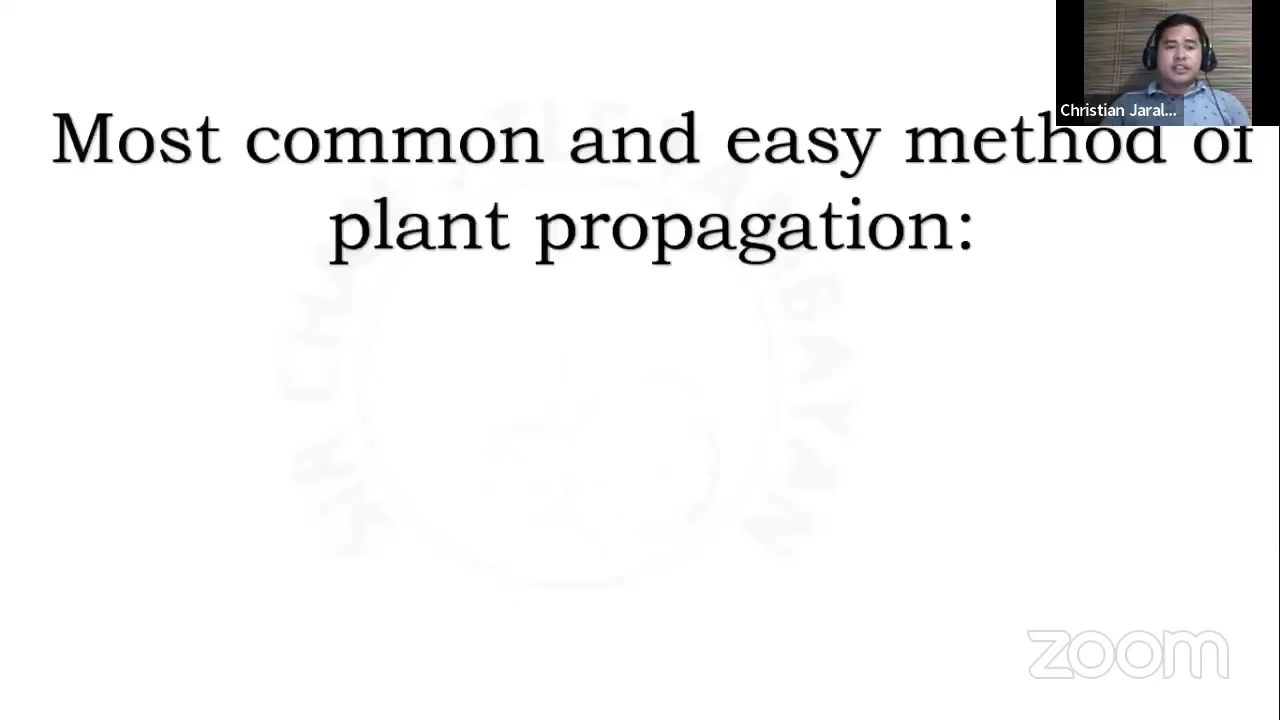 Christian Jaral...
Most common and easy method of
plant propagation:
zoom